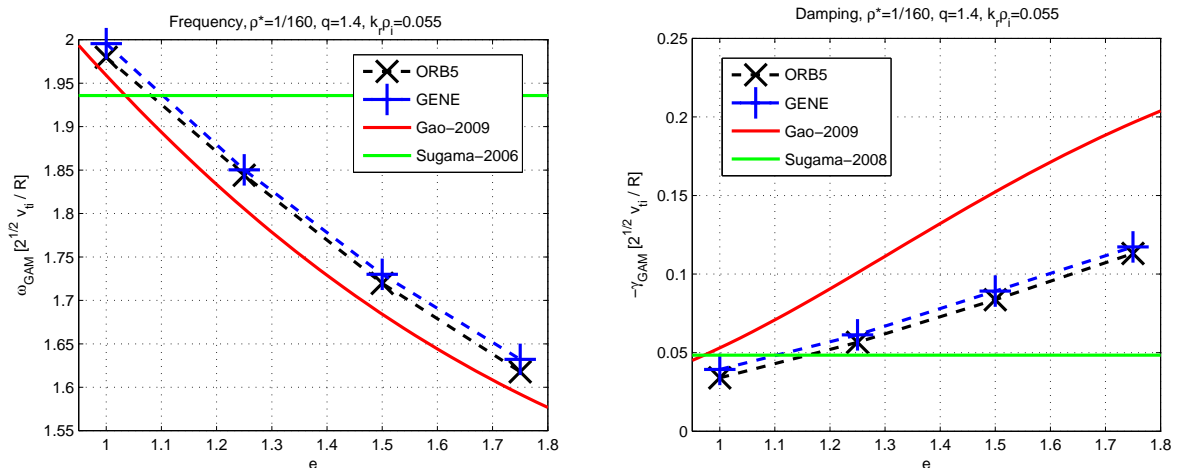 Frequency, ρ*=1/160, q=1.4, k_rρ_i=0.055
2
1.95
1.9
1.85
1.8
1.75
1.7
1.65
1.6
1.55
ω_GAM [2^1/2 v_ti / R]
ORB5
GENE
Gao−2009
Sugama−2006
1 1.1 1.2 1.3 1.4 1.5 1.6 1.7 1.8
e
Damping, ρ*=1/160, q=1.4, k_rρ_i=0.055
−0.25
0.2
0.15
0.1
0.05
0
−γ_GAM [2^1/2 v_ti / R]
ORB5
GENE
Gao−2009
Sugama−2008
1 1.1 1.2 1.3 1.4 1.5 1.6 1.7 1.8
e